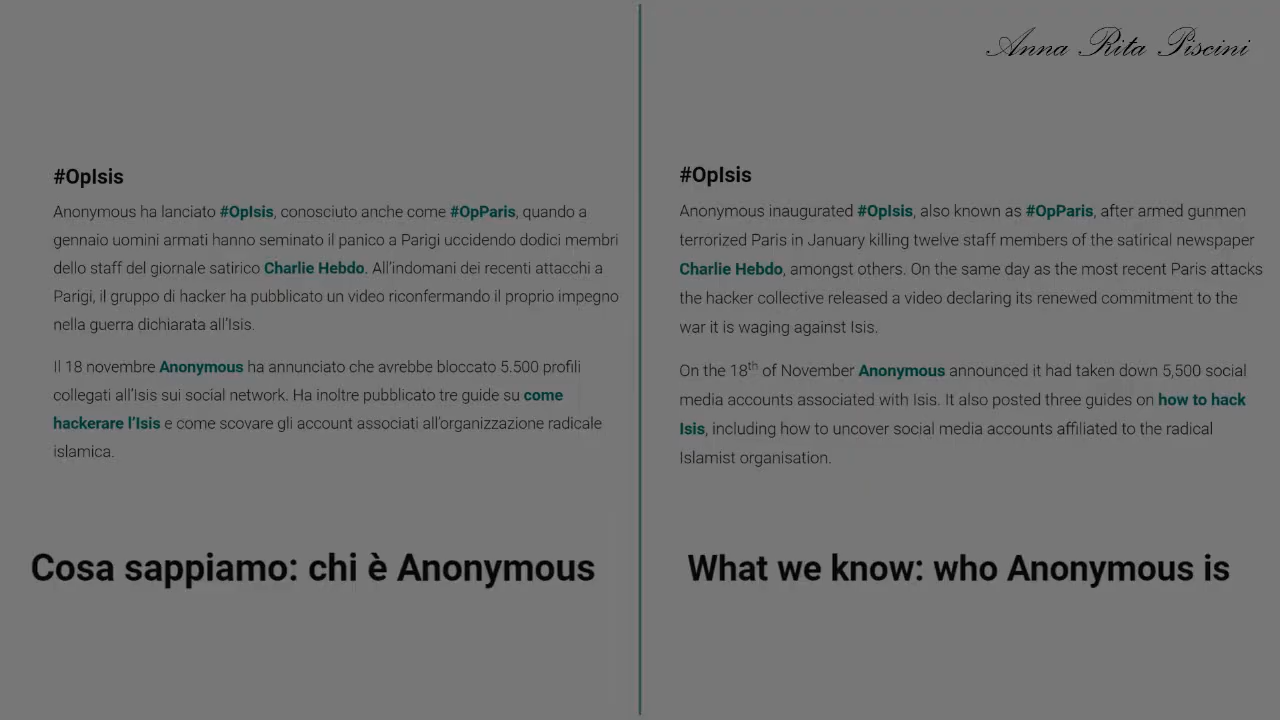 Anna Rita Piscini
#OpIsis
Anonymous ha lanciato #OpIsis, conosciuto anche come #OpParis, quando a
gennaio uomini armati hanno seminato il panico a Parigi uccidendo dodici membri
dello staff del giornale satirico Charlie Hebdo. All'indomani dei recenti attacchi a
Parigi, il gruppo di hacker ha pubblicato un video riconfermando il proprio impegno
nella guerra dichiarata all'Isis.
Il 18 novembre Anonymous ha annunciato che avrebbe bloccato 5.500 profili
collegati all'Isis sui social network. Ha inoltre pubblicato tre guide su come
hackerare l'Isis e come scovare gli account associati all'organizzazione radicale
islamica.
Cosa sappiamo: chi è Anonymous
#OpIsis
Anonymous inaugurated #OpIsis, also known as #OpParis, after armed gunmen
terrorized Paris in January killing twelve staff members of the satirical newspaper
Charlie Hebdo, amongst others. On the same day as the most recent Paris attacks
the hacker collective released a video declaring its renewed commitment to the
war it is waging against Isis.
On the 18th of November Anonymous announced it had taken down 5,500 social
media accounts associated with Isis. It also posted three guides on how to hack
Isis, including how to uncover social media accounts affiliated to the radical
Islamist organisation.
What we know: who Anonymous is